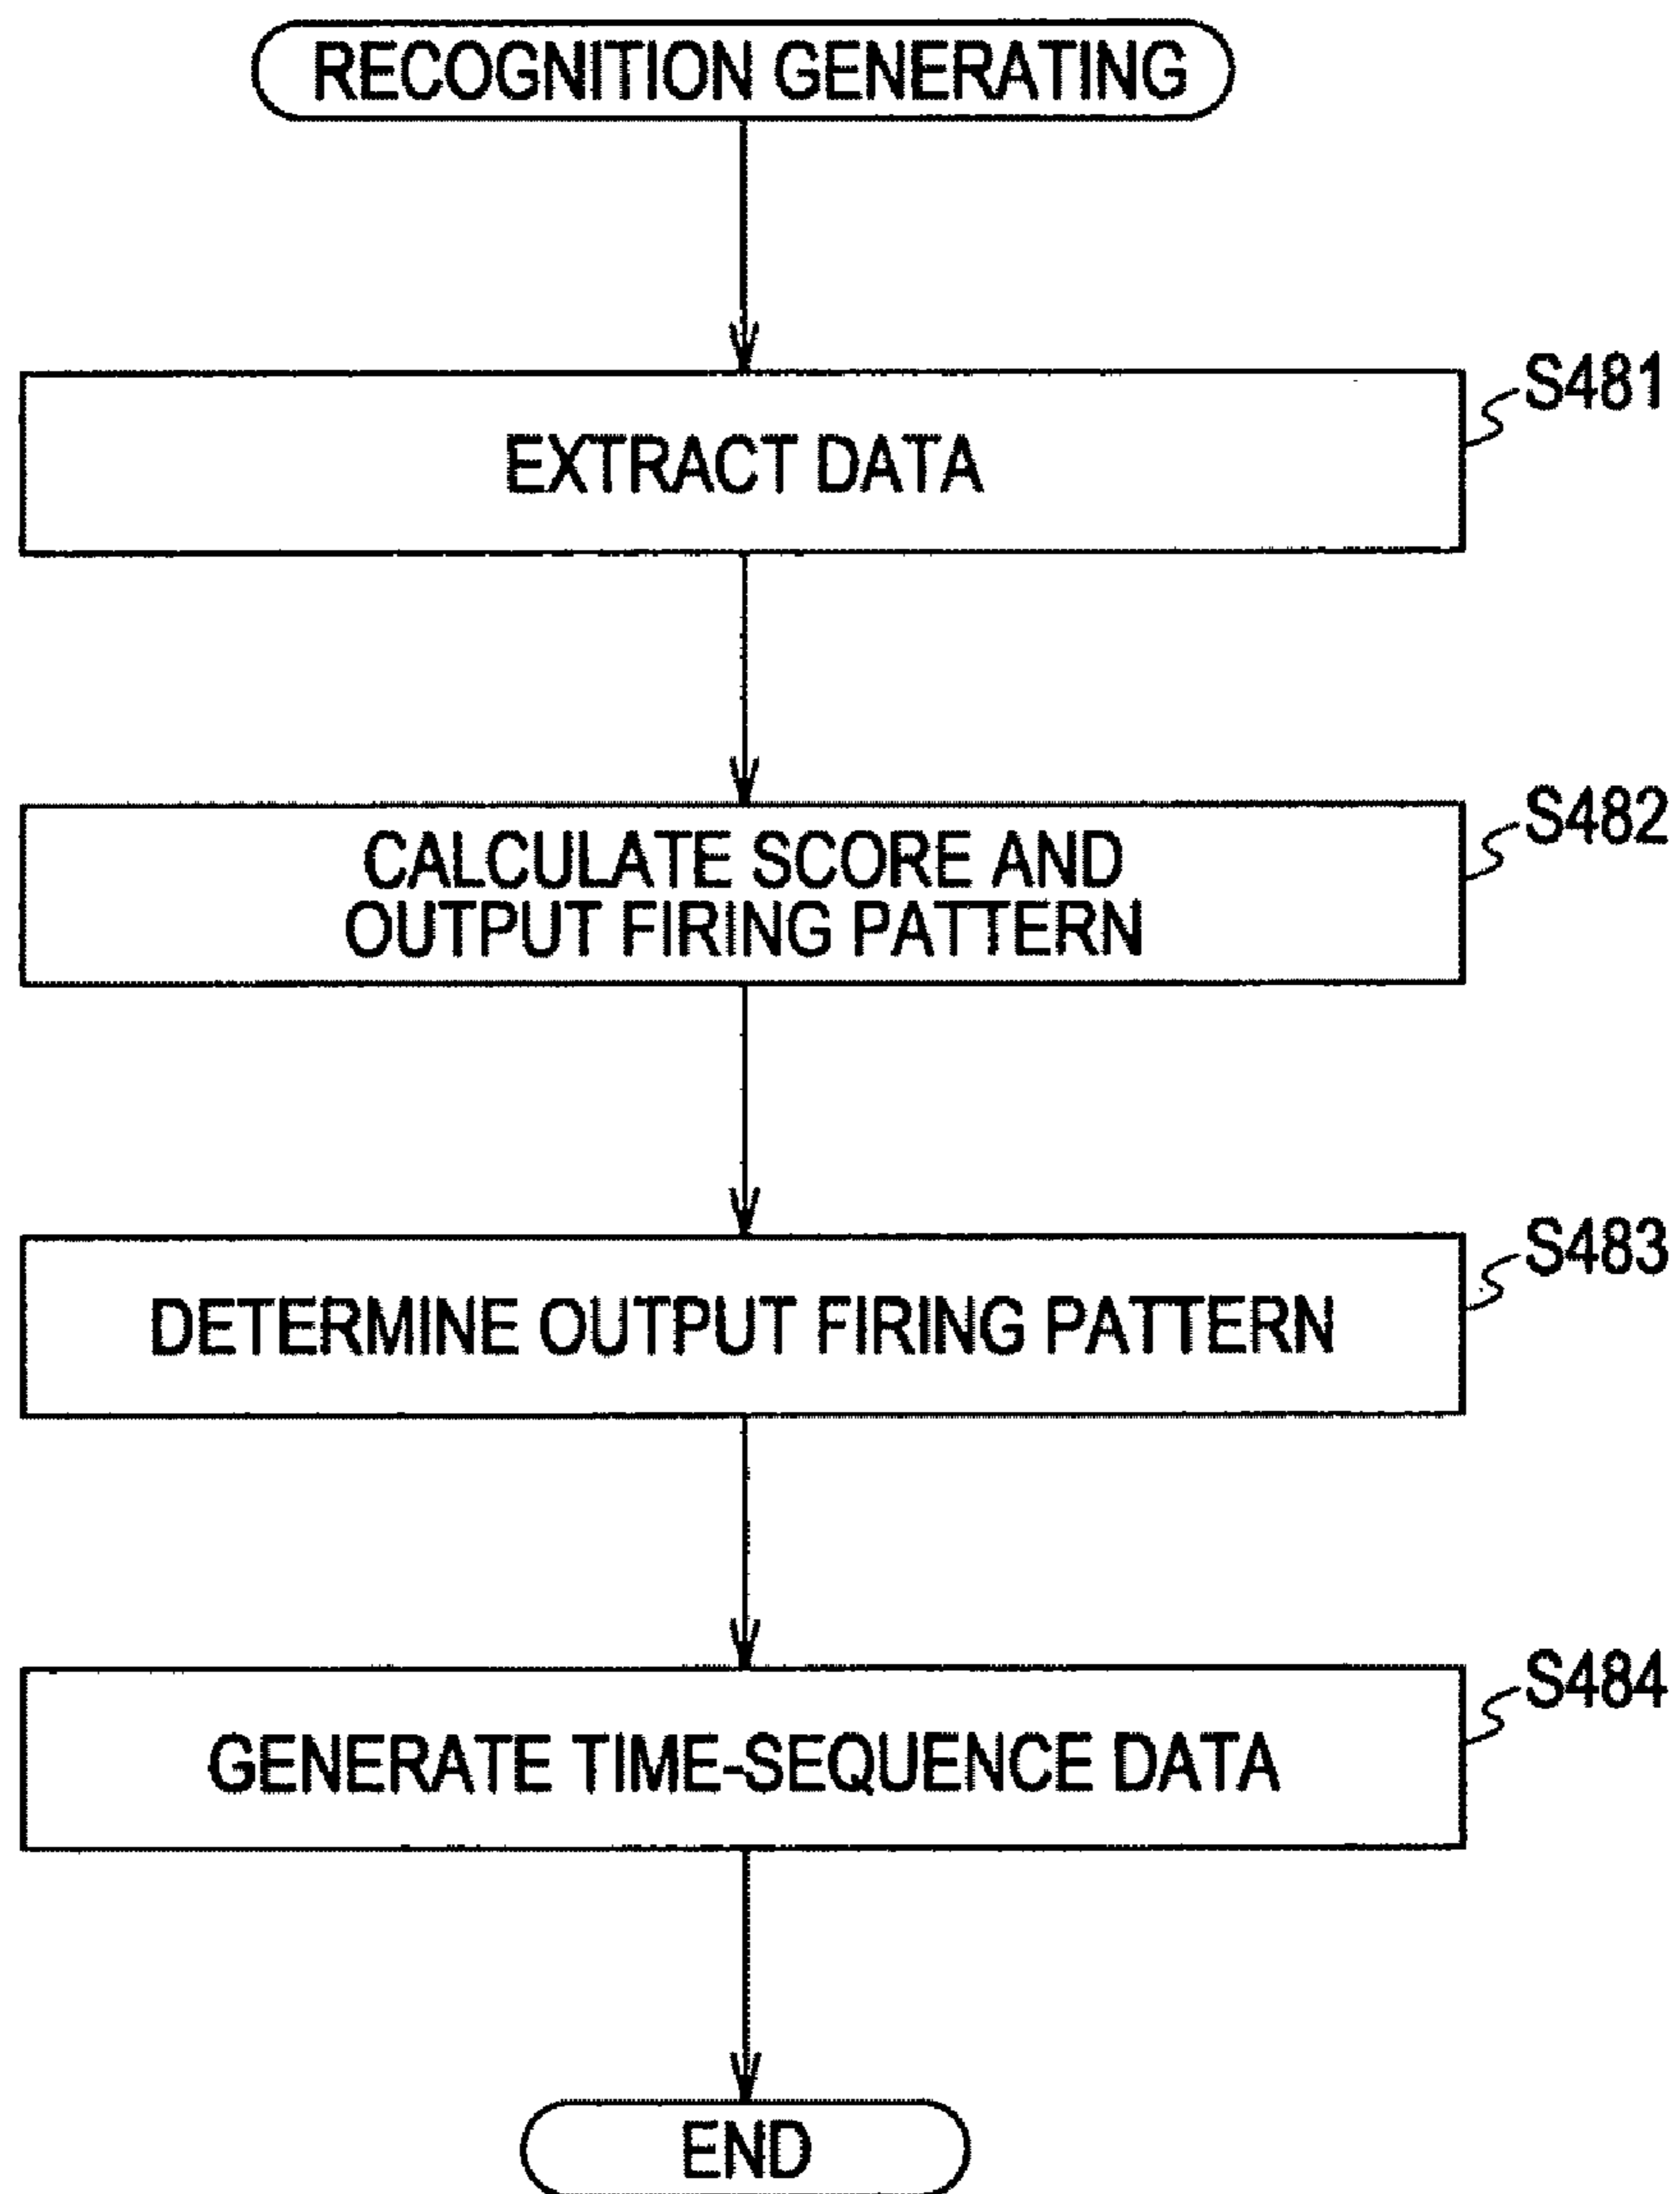 RECOGNITION GENERATING
S481
EXTRACT DATA
S482
CALCULATE SCORE AND
OUTPUT FIRING PATTERN
S483
DETERMINE OUTPUT FIRING PATTERN
S484
GENERATE TIME-SEQUENCE DATA
END